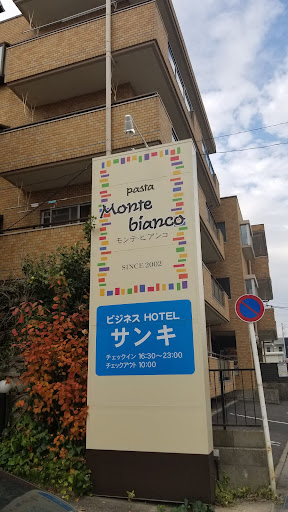 pasta
Monte
bianco
モンテ・ビアンコ
SINCE 2002
ビジネス HOTEL
サンキ
チェックイン 16:30〜23:00
チェックアウト 10:00